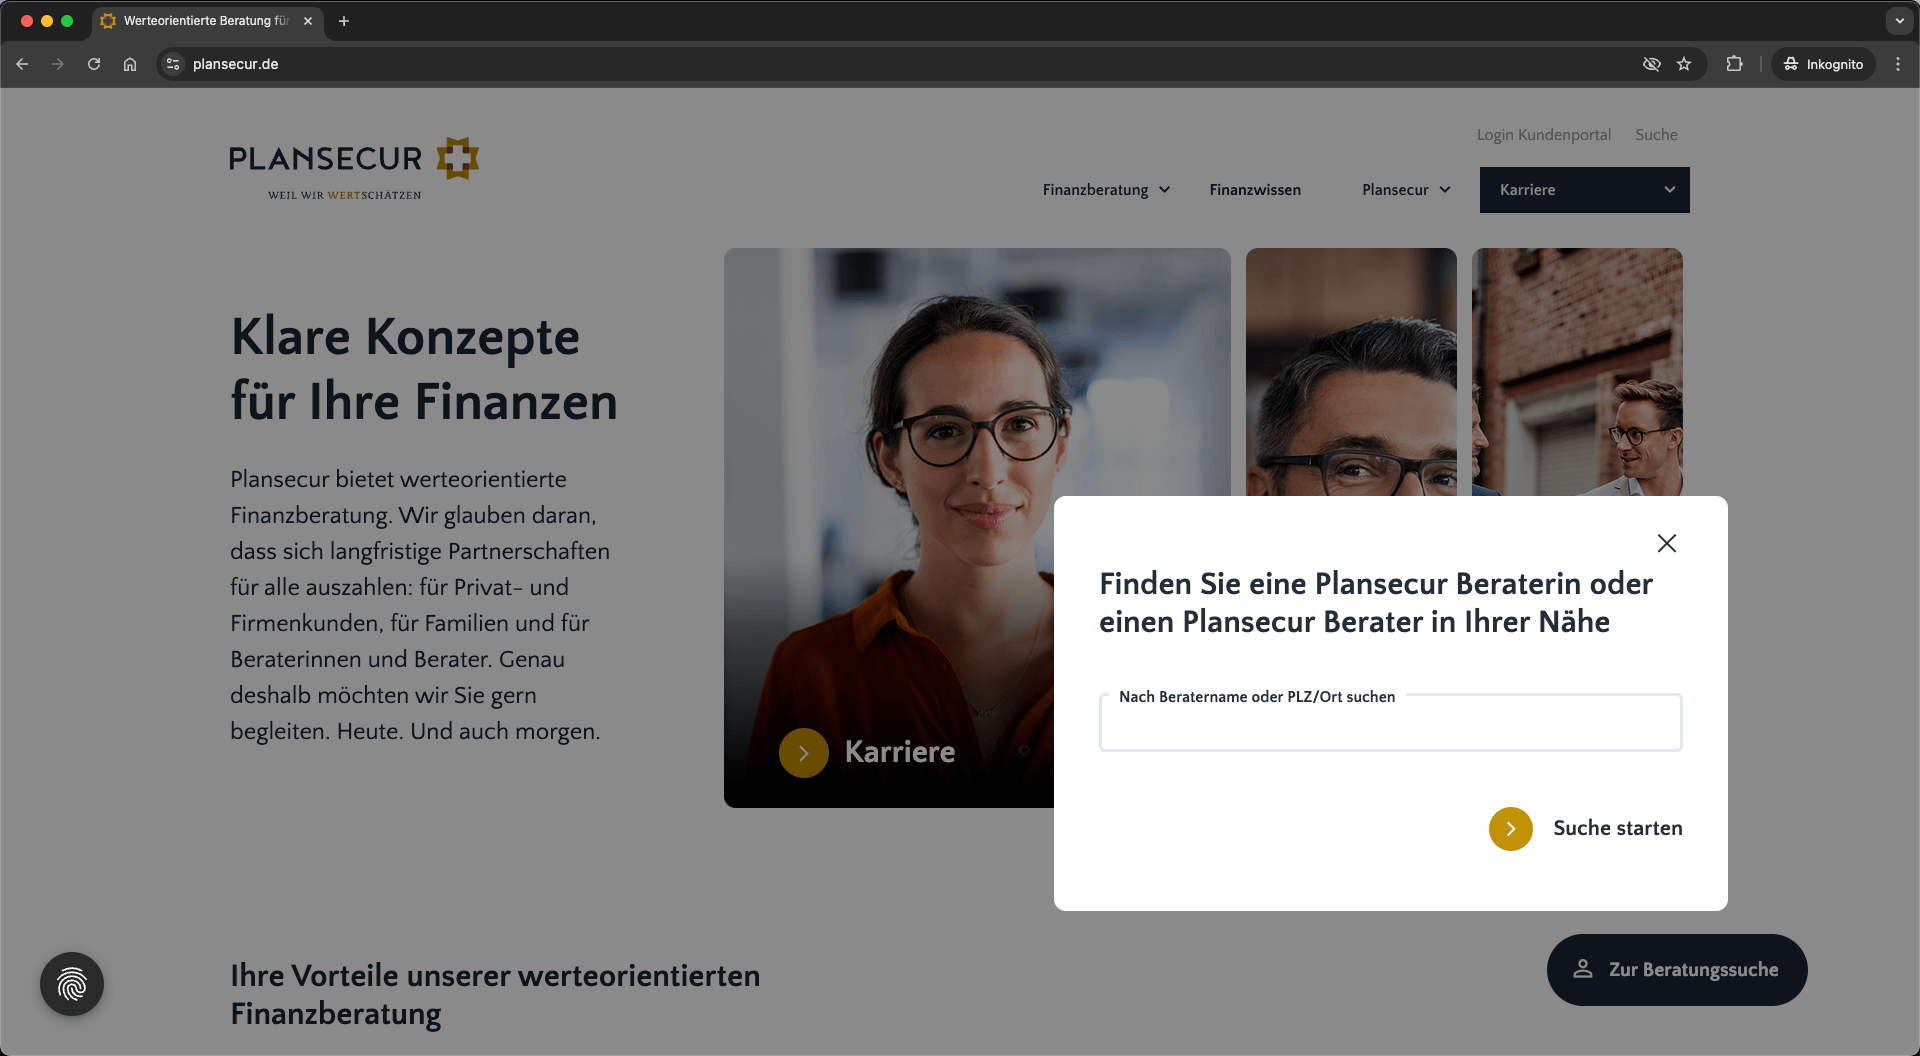 Werteorientierte Beratung für
plansecur.de
Inkognito
Login Kundenportal Suche
PLANSECUR
WEIL WIR WERTSCHÄTZEN
Finanzberatung Finanzwissen Plansecur Karriere
Klare Konzepte
für Ihre Finanzen
Plansecur bietet werteorientierte
Finanzberatung. Wir glauben daran,
dass sich langfristige Partnerschaften
für alle auszahlen: für Privat- und
Firmenkunden, für Familien und für
Beraterinnen und Berater. Genau
deshalb möchten wir Sie gern
begleiten. Heute. Und auch morgen.
Karriere
Finden Sie eine Plansecur Beraterin oder
einen Plansecur Berater in Ihrer Nähe
Nach Beratername oder PLZ/Ort suchen
Suche starten
Ihre Vorteile unserer werteorientierten
Finanzberatung
Zur Beratungssuche